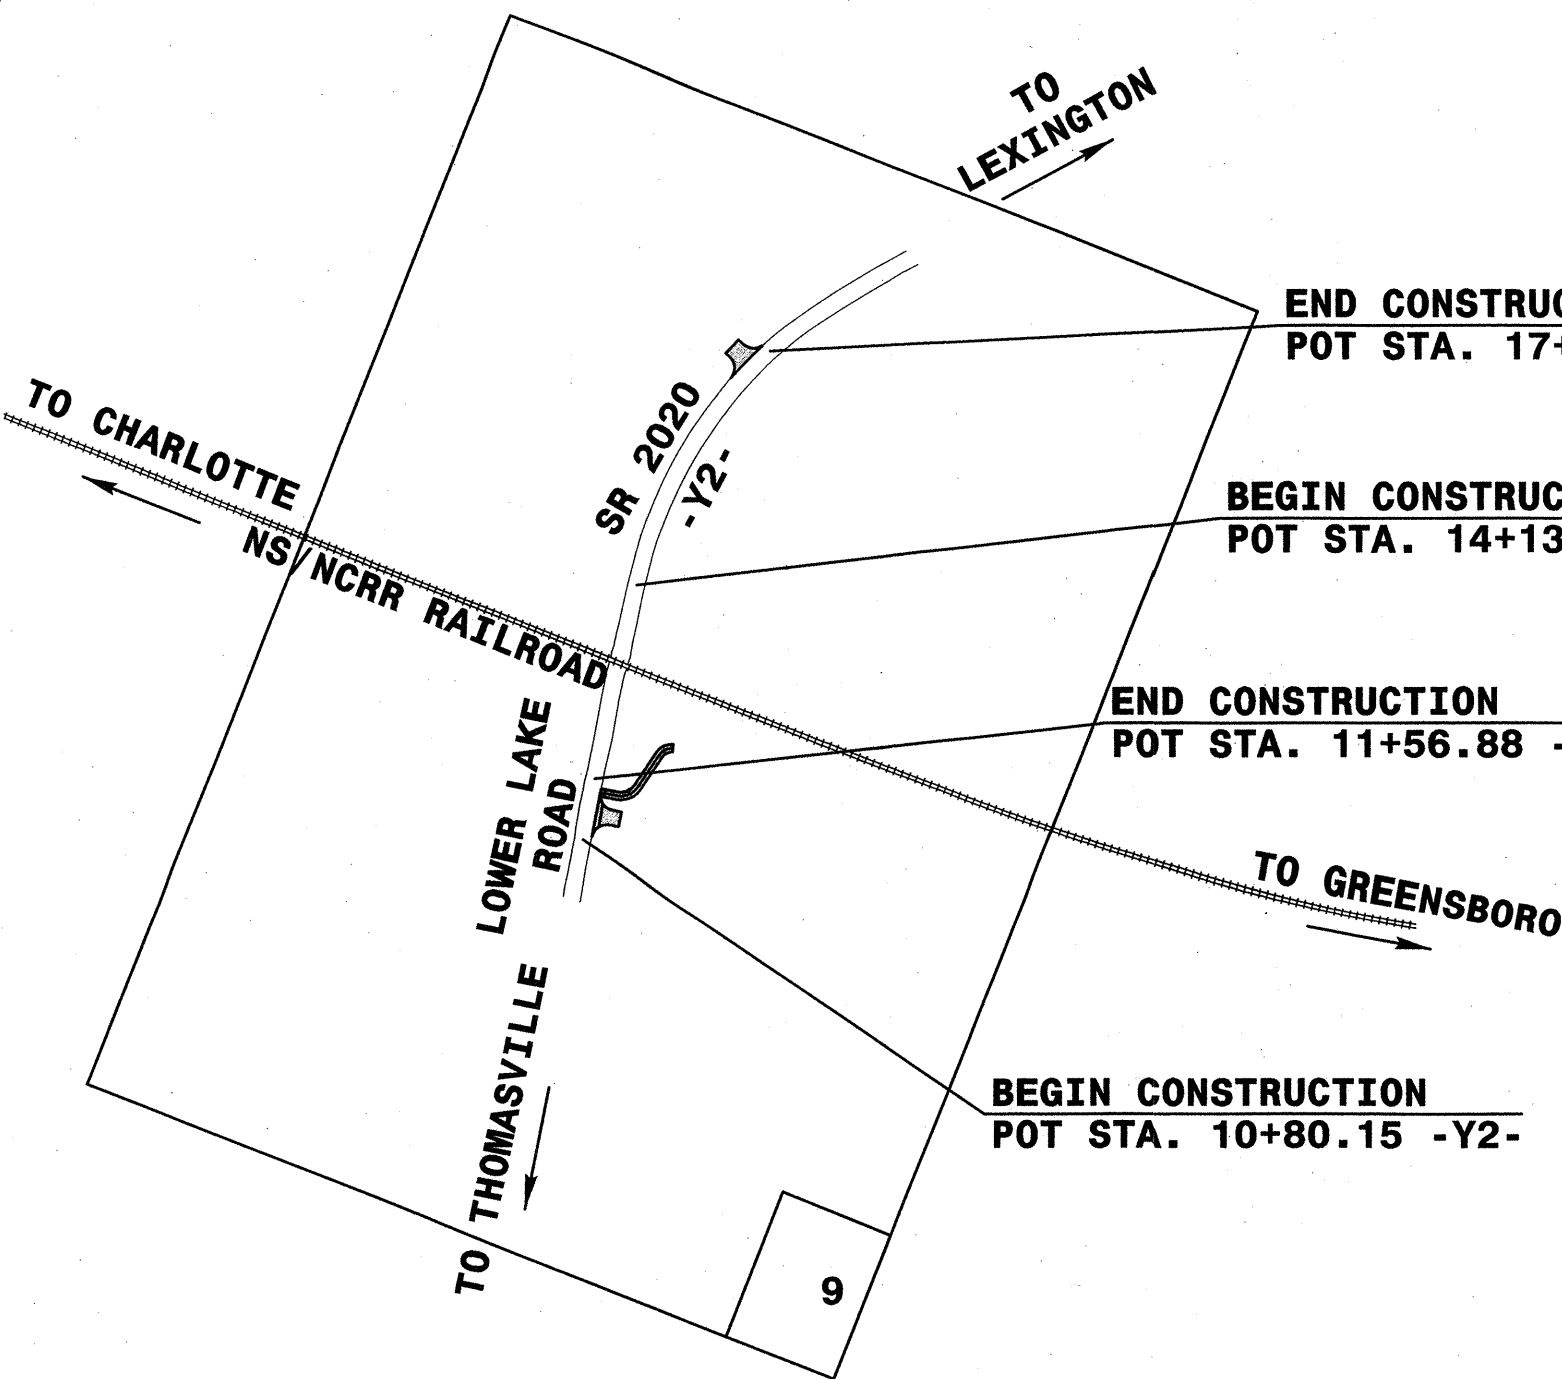 TO
LEXINGTON
END CONSTRUC
POT STA. 17+
TO CHARLOTTE
SR 2020
-Y2-
BEGIN CONSTRUC
POT STA. 14+13
NS/NCRR RAILROAD
END CONSTRUCTION
POT STA. 11+56.88 -
LOWER LAKE
ROAD
TO GREENSBORO
TO THOMASVILLE
BEGIN CONSTRUCTION
POT STA. 10+80.15 -Y2-
9